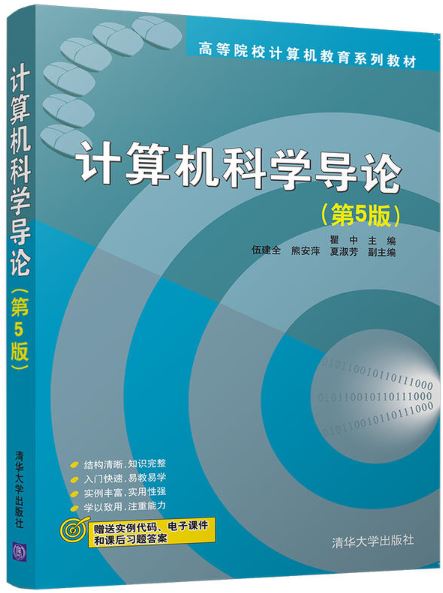 高等院校计算机教育系列教材
计算机科学导论
(第5版)
瞿中 主编
伍建全 熊安萍 夏淑芳 副主编
10110110111000
0101100010110111000
010110010110111000
101101011000
结构清晰,知识完整
入门快速,易教易学
实例丰富,实用性强
学以致用,注重能力
赠送实例代码、电子课件
和课后习题答案
清华大学出版社
计算机科学导论(第5版)
清华大学出版社